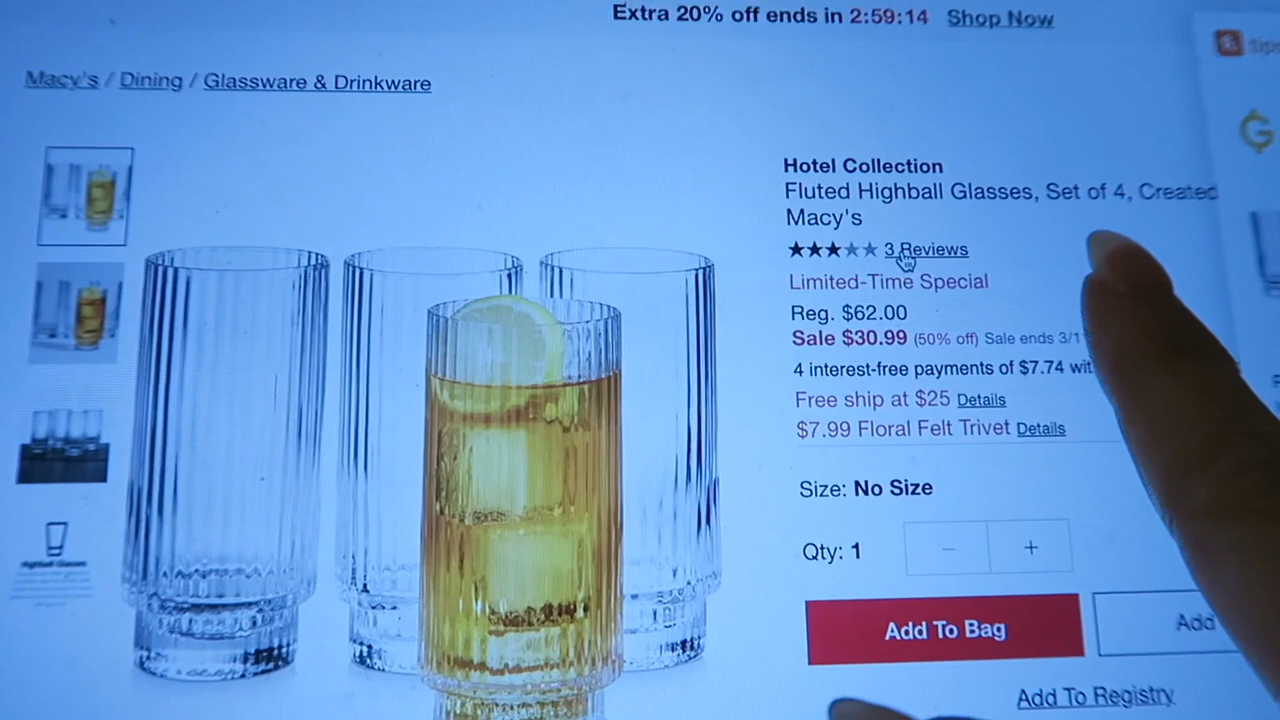 Extra 20% off ends in 2:59:14 Shop Now
Macy's / Dining / Glassware & Drinkware
Hotel Collection
Fluted Highball Glasses, Set of 4, Created
Macy's
3 Reviews
Limited-Time Special
Reg. $62.00
Sale $30.99 (50% off) Sale ends 3/1
4 interest-free payments of $7.74
Free ship at $25 Details
$7.99 Floral Felt Trivet Details
Size: No Size
Qty: 1
Add To Bag
Add
Add To Registry
Highball Glasses